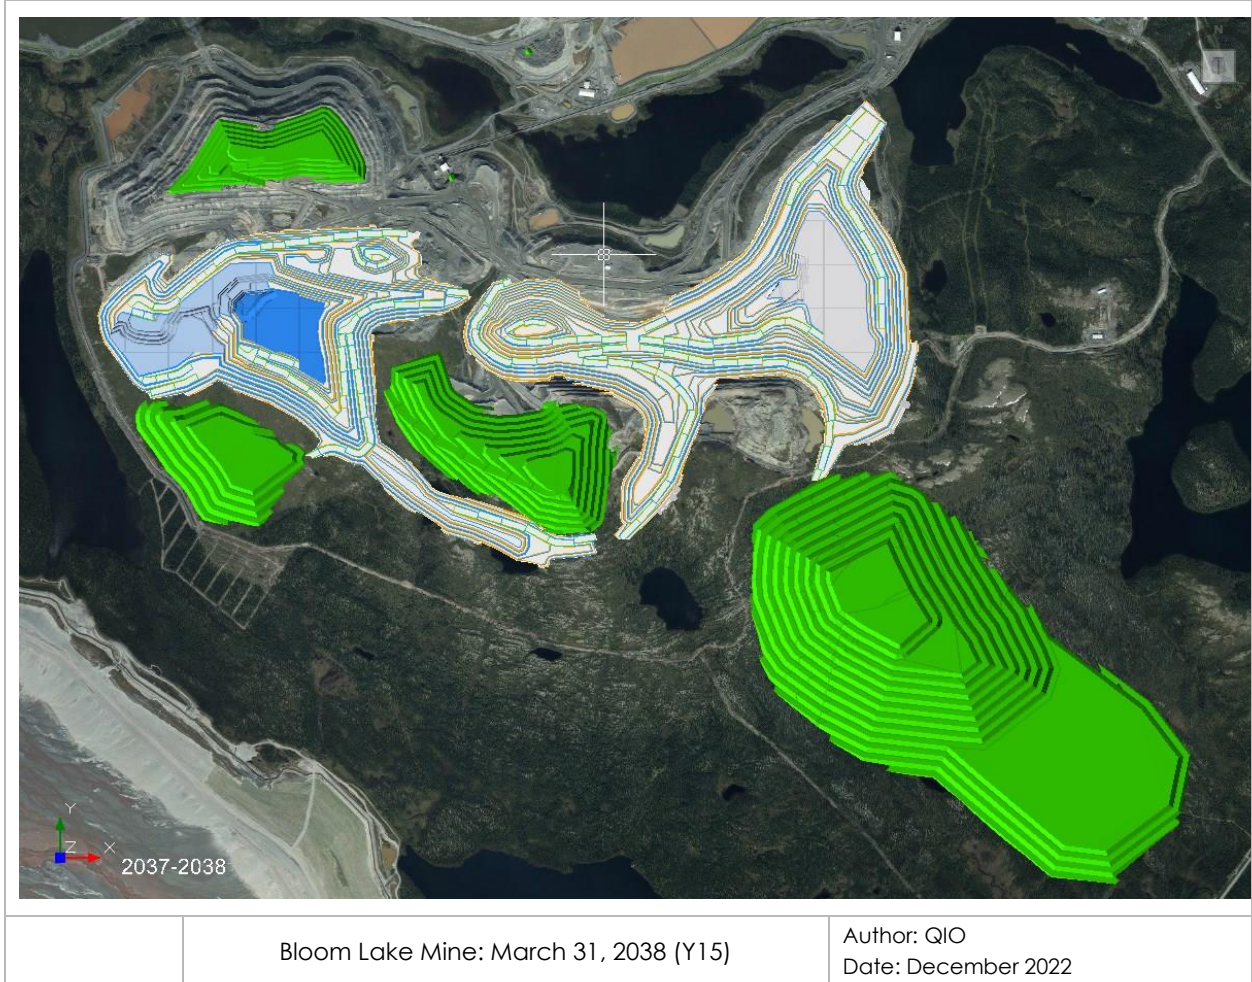 T
Y
Z X
2037-2038
Bloom Lake Mine: March 31, 2038 (Y15)
Author: QIO
Date: December 2022